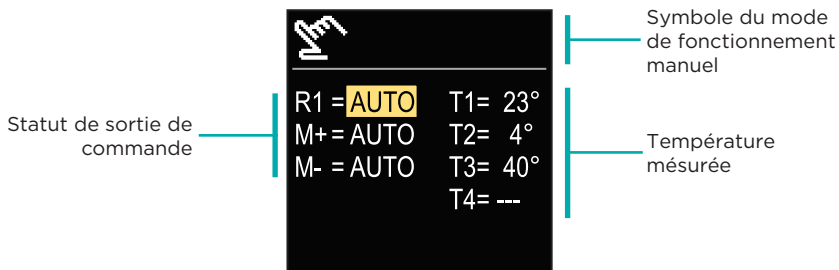 Symbole du mode
de fonctionnement
manuel
Statut de sortie de
commande
R1 = AUTO T1= 23°
M+ = AUTO T2= 4°
M- = AUTO T3= 40°
T4= ---
Température
mésurée